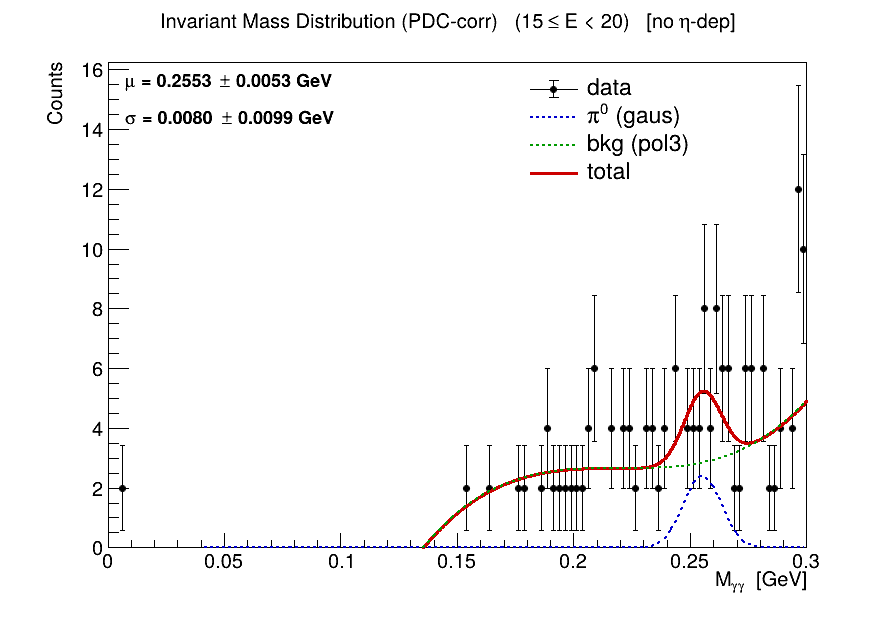 Invariant Mass Distribution (PDC-corr) (15 ≤ E < 20) [no η-dep]
Counts
μ = 0.2553 ± 0.0053 GeV
σ = 0.0080 ± 0.0099 GeV
data
π⁰ (gaus)
bkg (pol3)
total
16
14
12
10
8
6
4
2
0
0 0.05 0.1 0.15 0.2 0.25 0.3
M_γγ [GeV]